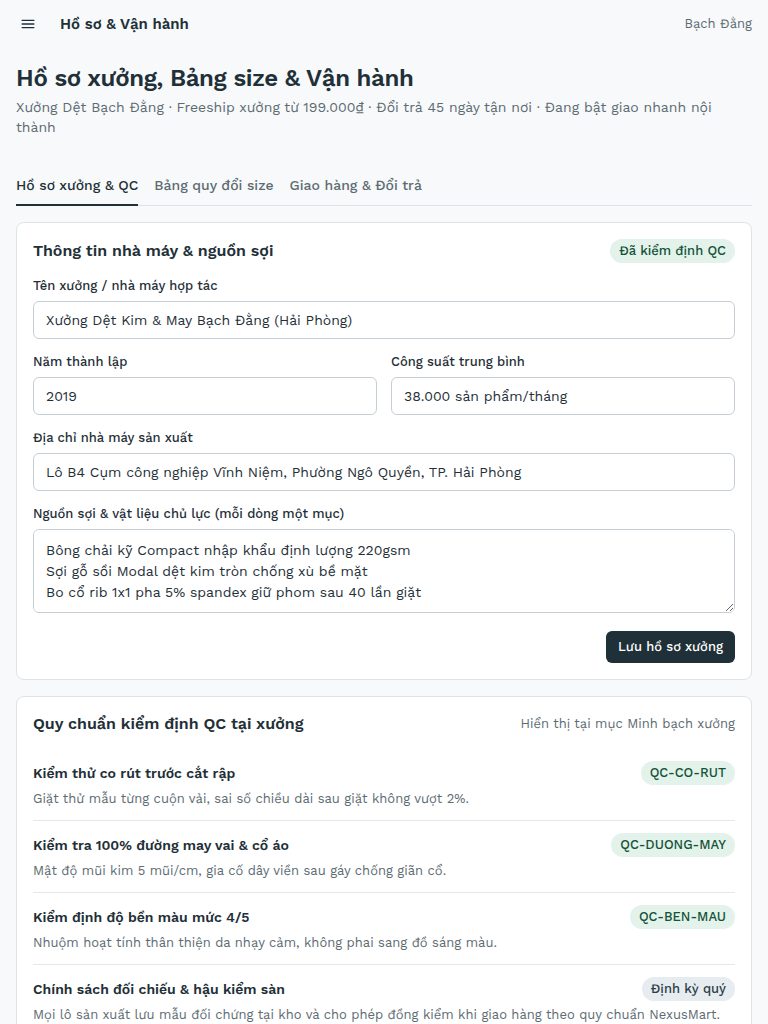 Hồ sơ & Vận hành
Bạch Đằng
Hồ sơ xưởng, Bảng size & Vận hành
Xưởng Dệt Bạch Đằng · Freeship xưởng từ 199.000₫ · Đổi trả 45 ngày tận nơi · Đang bật giao nhanh nội
thành
Hồ sơ xưởng & QC
Bảng quy đổi size
Giao hàng & Đổi trả
Thông tin nhà máy & nguồn sợi
Đã kiểm định QC
Tên xưởng / nhà máy hợp tác
Xưởng Dệt Kim & May Bạch Đằng (Hải Phòng)
Năm thành lập
Công suất trung bình
2019
38.000 sản phẩm/tháng
Địa chỉ nhà máy sản xuất
Lô B4 Cụm công nghiệp Vĩnh Niệm, Phường Ngô Quyền, TP. Hải Phòng
Nguồn sợi & vật liệu chủ lực (mỗi dòng một mục)
Bông chải kỹ Compact nhập khẩu định lượng 220gsm
Sợi gỗ sồi Modal dệt kim tròn chống xù bề mặt
Bo cổ rib 1x1 pha 5% spandex giữ phom sau 40 lần giặt
Lưu hồ sơ xưởng
Quy chuẩn kiểm định QC tại xưởng
Hiển thị tại mục Minh bạch xưởng
Kiểm thử co rút trước cắt rập
QC-CO-RUT
Giặt thử mẫu từng cuộn vải, sai số chiều dài sau giặt không vượt 2%.
Kiểm tra 100% đường may vai & cổ áo
QC-DUONG-MAY
Mật độ mũi kim 5 mũi/cm, gia cố dây viền sau gáy chống giãn cổ.
Kiểm định độ bền màu mức 4/5
QC-BEN-MAU
Nhuộm hoạt tính thân thiện da nhạy cảm, không phai sang đồ sáng màu.
Chính sách đối chiếu & hậu kiểm sàn
Định kỳ quý
Mọi lô sản xuất lưu mẫu đối chứng tại kho và cho phép đồng kiểm khi giao hàng theo quy chuẩn NexusMart.